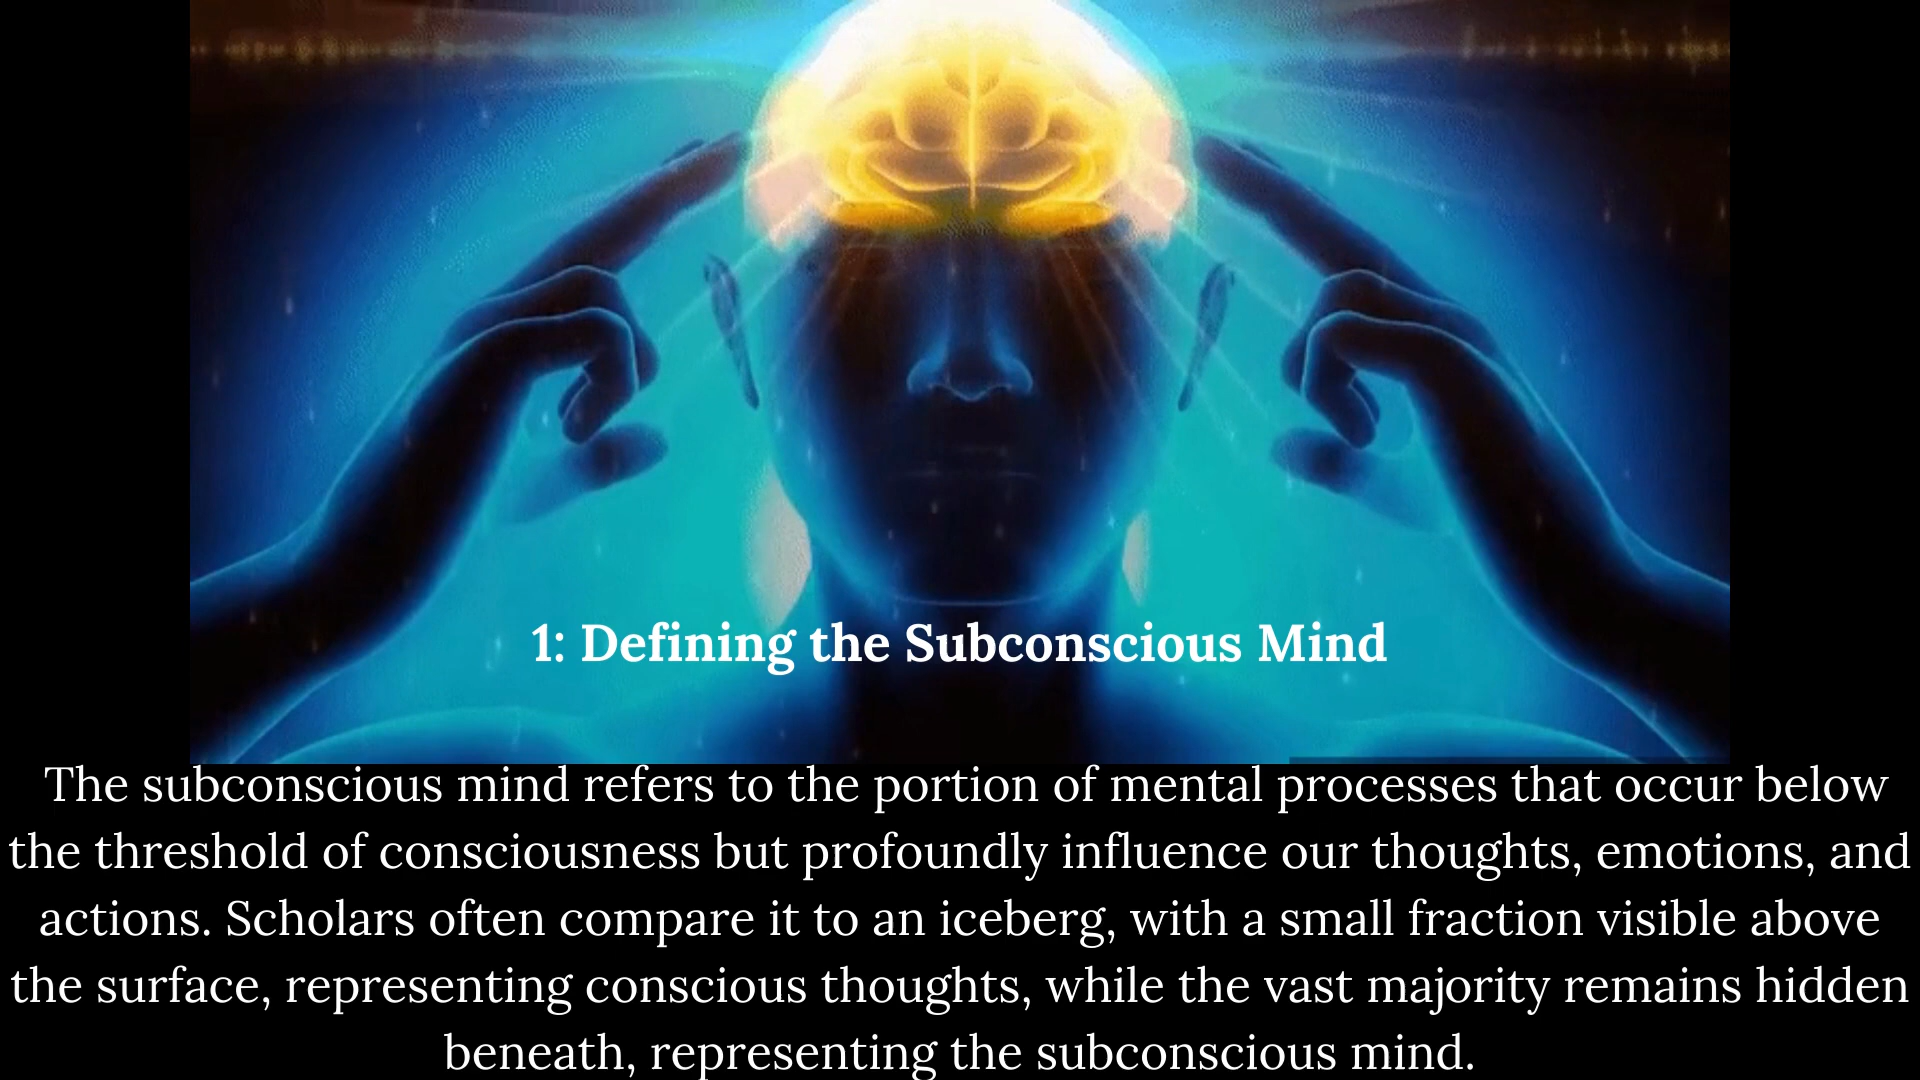 1: Defining the Subconscious Mind
The subconscious mind refers to the portion of mental processes that occur below
the threshold of consciousness but profoundly influence our thoughts, emotions, and
actions. Scholars often compare it to an iceberg, with a small fraction visible above
the surface, representing conscious thoughts, while the vast majority remains hidden
beneath, representing the subconscious mind.